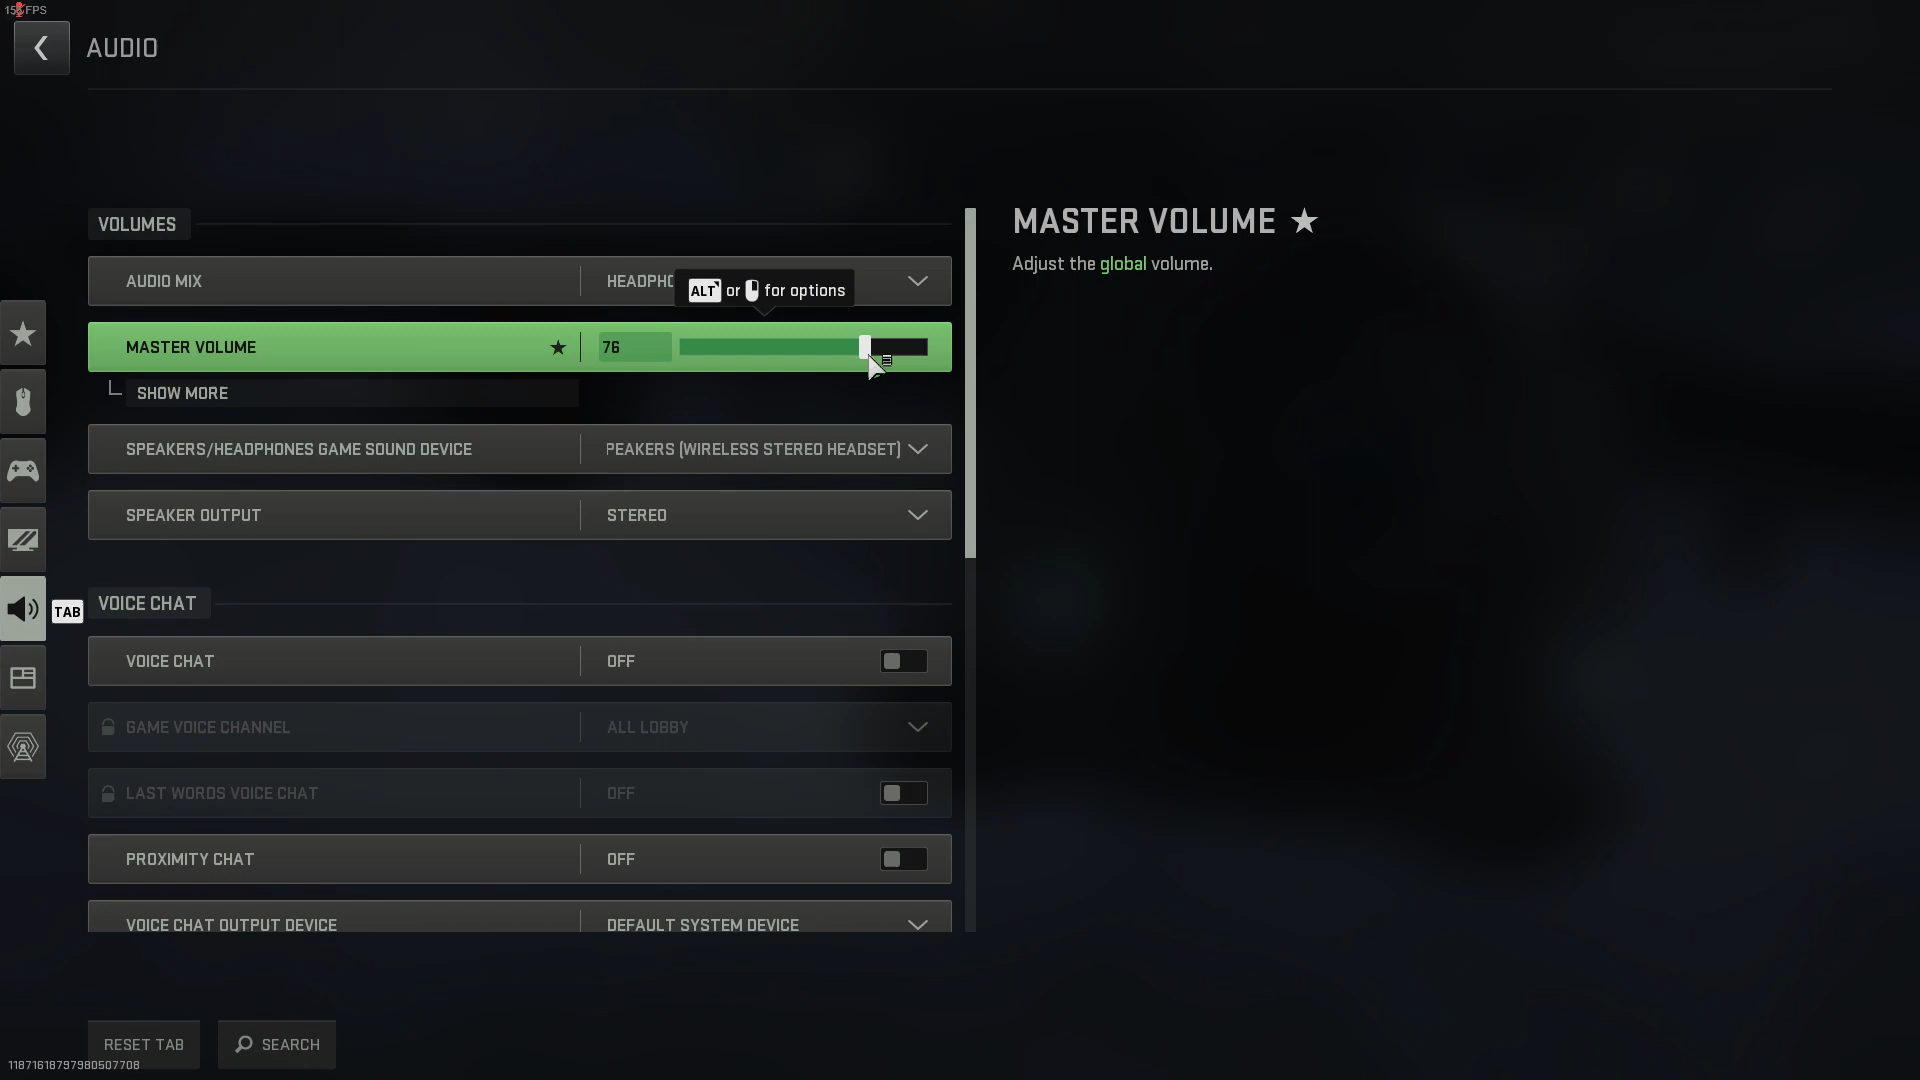 AUDIO
VOLUMES
AUDIO MIX
ALT or for options
MASTER VOLUME
76
SHOW MORE
SPEAKERS/HEADPHONES GAME SOUND DEVICE
PEAKERS (WIRELESS STEREO HEADSET)
SPEAKER OUTPUT
STEREO
TAB
VOICE CHAT
VOICE CHAT
OFF
GAME VOICE CHANNEL
ALL LOBBY
LAST WORDS VOICE CHAT
OFF
PROXIMITY CHAT
OFF
VOICE CHAT OUTPUT DEVICE
DEFAULT SYSTEM DEVICE
MASTER VOLUME
Adjust the global volume.
RESET TAB
SEARCH
11871618797980507708